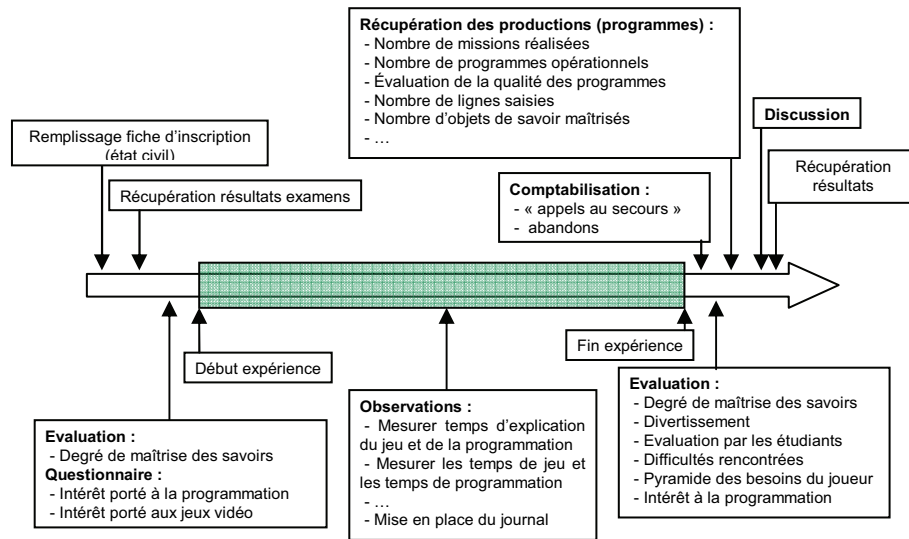 Récupération des productions (programmes) :
- Nombre de missions réalisées
- Nombre de programmes opérationnels
- Évaluation de la qualité des programmes
- Nombre de lignes saisies
- Nombre d'objets de savoir maîtrisés
- …
Discussion
Remplissage fiche d'inscription
(état civil)
Récupération
résultats
Récupération résultats examens
Comptabilisation :
- « appels au secours »
- abandons
Début expérience
Fin expérience
Evaluation :
- Degré de maîtrise des savoirs
Questionnaire :
- Intérêt porté à la programmation
- Intérêt porté aux jeux vidéo
Observations :
- Mesurer temps d'explication
du jeu et de la programmation
- Mesurer les temps de jeu et
les temps de programmation
- …
- Mise en place du journal
Evaluation :
- Degré de maîtrise des savoirs
- Divertissement
- Evaluation par les étudiants
- Difficultés rencontrées
- Pyramide des besoins du joueur
- Intérêt à la programmation